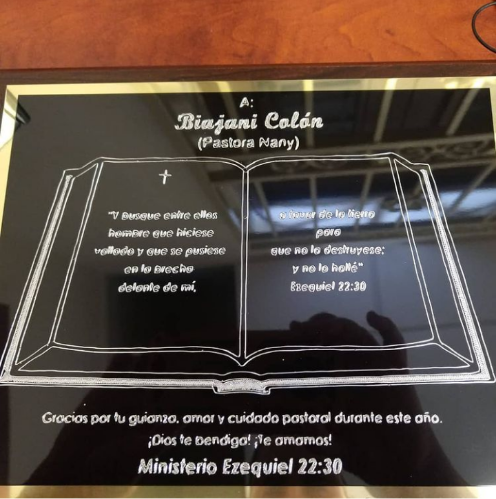 A:
Biajani Colón
(Pastora Nany)
"Y busque entre ellos
hombre que hiciese
vallado y que se pusiese
en la brecha
delante de mí,
a favor de la tierra
para
que no la destruyese;
y no lo hallé"
Ezequiel 22:30
Gracias por tu guianza, amor y cuidado pastoral durante este año.
¡Dios te bendiga! ¡Te amamos!
Ministerio Ezequiel 22:30